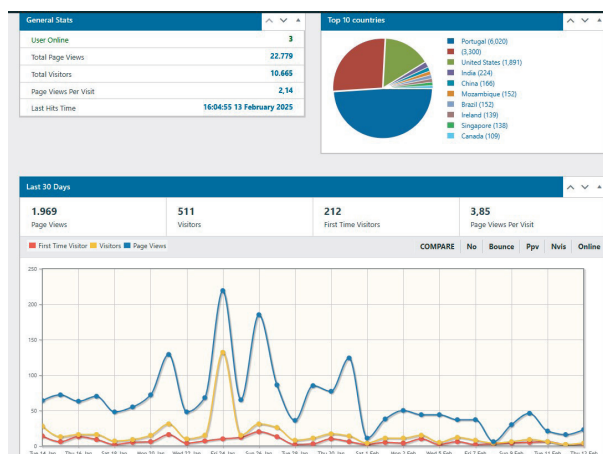 General Stats
User Online 3
Total Page Views 22.779
Total Visitors 10.665
Page Views Per Visit 2,14
Last Hits Time 16:04:55 13 February 2025
Top 10 countries
Portugal (6,020)
(3,300)
United States (1,891)
India (224)
China (166)
Mozambique (152)
Brazil (152)
Ireland (139)
Singapore (138)
Canada (109)
Last 30 Days
1.969 511 212 3,85
Page Views Visitors First Time Visitors Page Views Per Visit
First Time Visitor Visitors Page Views COMPARE No Bounce Ppv Nvis Online
250
200
150
100
50
0